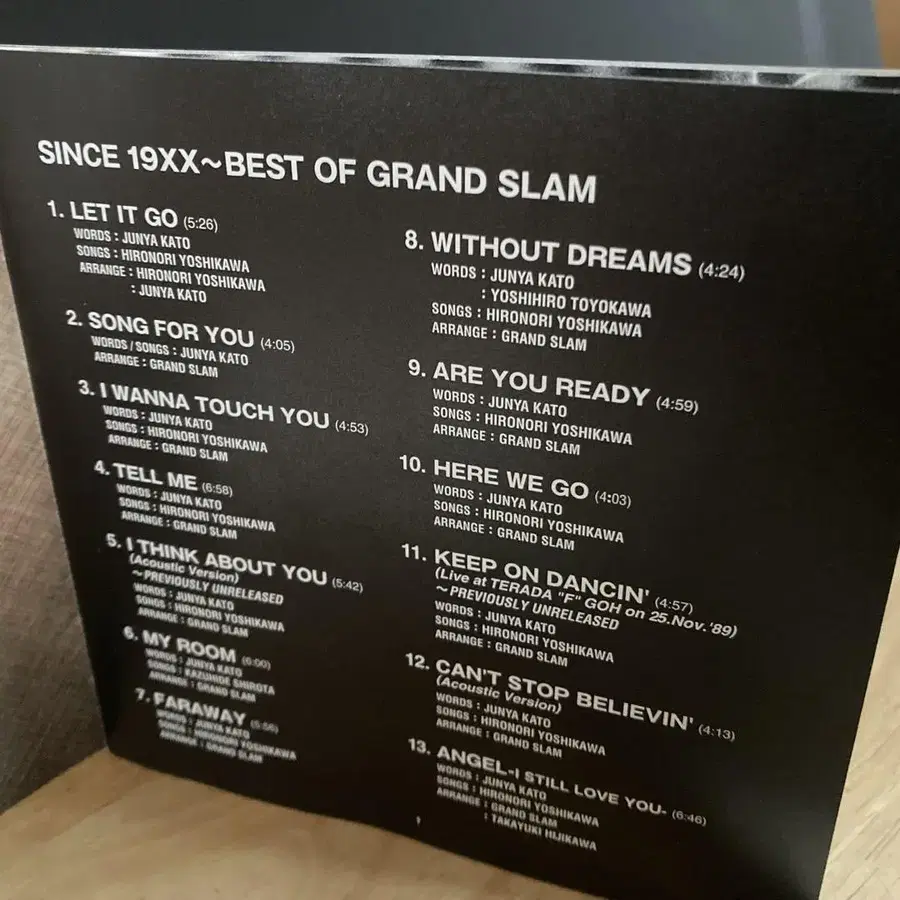 SINCE 19XX~BEST OF GRAND SLAM
1. LET IT GO (5:26)
WORDS : JUNYA KATO
SONGS : HIRONORI YOSHIKAWA
ARRANGE : HIRONORI YOSHIKAWA
: JUNYA KATO
2. SONG FOR YOU (4:05)
WORDS / SONGS : JUNYA KATO
ARRANGE : GRAND SLAM
3. I WANNA TOUCH YOU (4:53)
WORDS : JUNYA KATO
SONGS : HIRONORI YOSHIKAWA
ARRANGE : GRAND SLAM
4. TELL ME (6:58)
WORDS : JUNYA KATO
SONGS : HIRONORI YOSHIKAWA
ARRANGE : GRAND SLAM
5. I THINK ABOUT YOU (5:42)
(Acoustic Version)
~PREVIOUSLY UNRELEASED
WORDS : JUNYA KATO
SONGS : HIRONORI YOSHIKAWA
ARRANGE : GRAND SLAM
6. MY ROOM (6:00)
WORDS : JUNYA KATO
SONGS : KAZUHIDE SHIROTA
ARRANGE : GRAND SLAM
7. FARAWAY
WORDS : JUNYA KATO
SONGS : HIRONORI YOSHIKAWA
ARRANGE : GRAND SLAM
8. WITHOUT DREAMS (4:24)
WORDS : JUNYA KATO
: YOSHIHIRO TOYOKAWA
SONGS : HIRONORI YOSHIKAWA
ARRANGE : GRAND SLAM
9. ARE YOU READY (4:59)
WORDS : JUNYA KATO
SONGS : HIRONORI YOSHIKAWA
ARRANGE : GRAND SLAM
10. HERE WE GO (4:03)
WORDS : JUNYA KATO
SONGS : HIRONORI YOSHIKAWA
ARRANGE : GRAND SLAM
11. KEEP ON DANCIN' (4:57)
(Live at TERADA "F" GOH on 25.Nov.'89)
~PREVIOUSLY UNRELEASED
WORDS : JUNYA KATO
SONGS : HIRONORI YOSHIKAWA
ARRANGE : GRAND SLAM
12. CAN'T STOP BELIEVIN' (4:13)
(Acoustic Version)
WORDS : JUNYA KATO
SONGS : HIRONORI YOSHIKAWA
ARRANGE : GRAND SLAM
13. ANGEL-I STILL LOVE YOU- (6:46)
WORDS : JUNYA KATO
SONGS : HIRONORI YOSHIKAWA
ARRANGE : GRAND SLAM
: TAKAYUKI HIJIKAWA